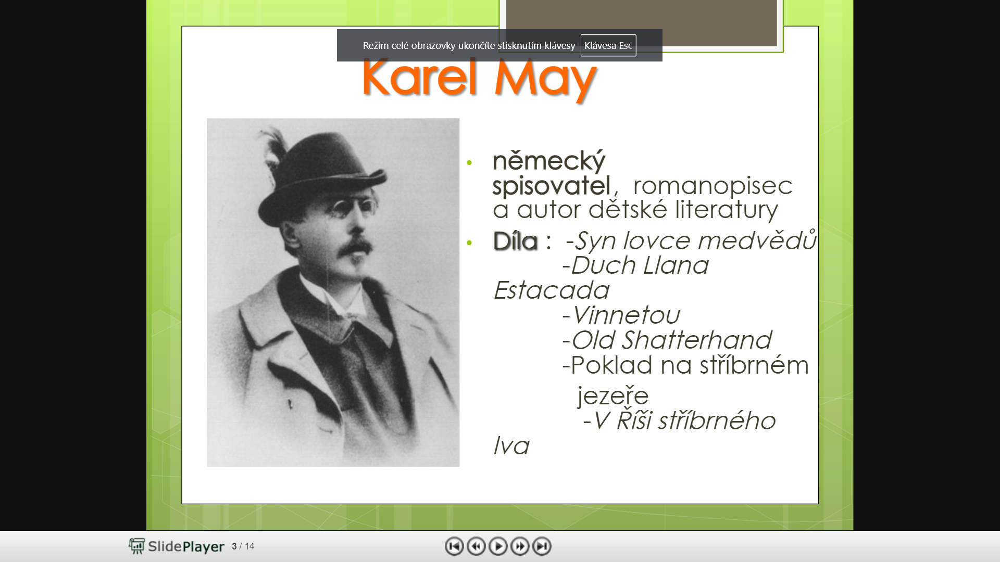 Režim celé obrazovky ukončíte stisknutím klávesy Klávesa Esc
Karel May
• německý
spisovatel, romanopisec
a autor dětské literatury
• Díla : -Syn lovce medvědů
-Duch Llana
Estacada
-Vinnetou
-Old Shatterhand
-Poklad na stříbrném
jezeře
-V Říši stříbrného
lva
SlidePlayer 3 / 14